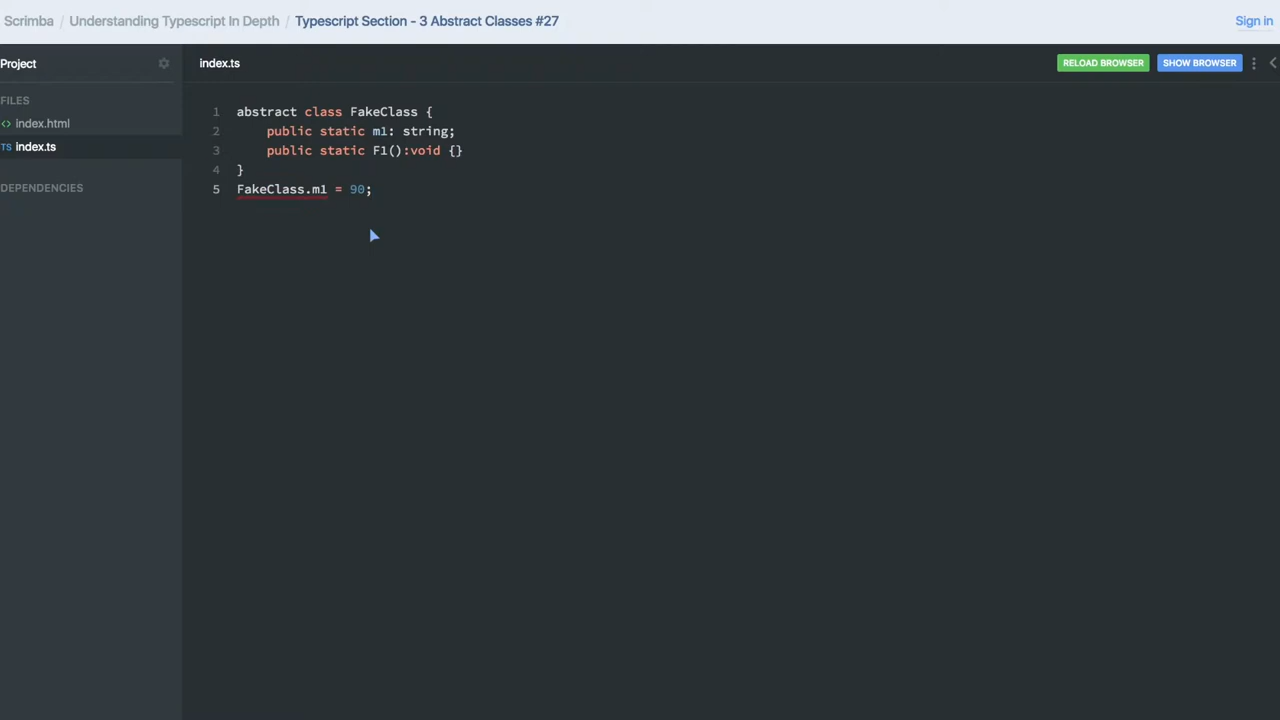 Scrimba / Understanding Typescript In Depth / Typescript Section - 3 Abstract Classes #27
Sign in
Project
index.ts
RELOAD BROWSER
SHOW BROWSER
FILES
<> index.html
TS index.ts
DEPENDENCIES
1 abstract class FakeClass {
2 public static m1: string;
3 public static F1():void {}
4 }
5 FakeClass.m1 = 90;